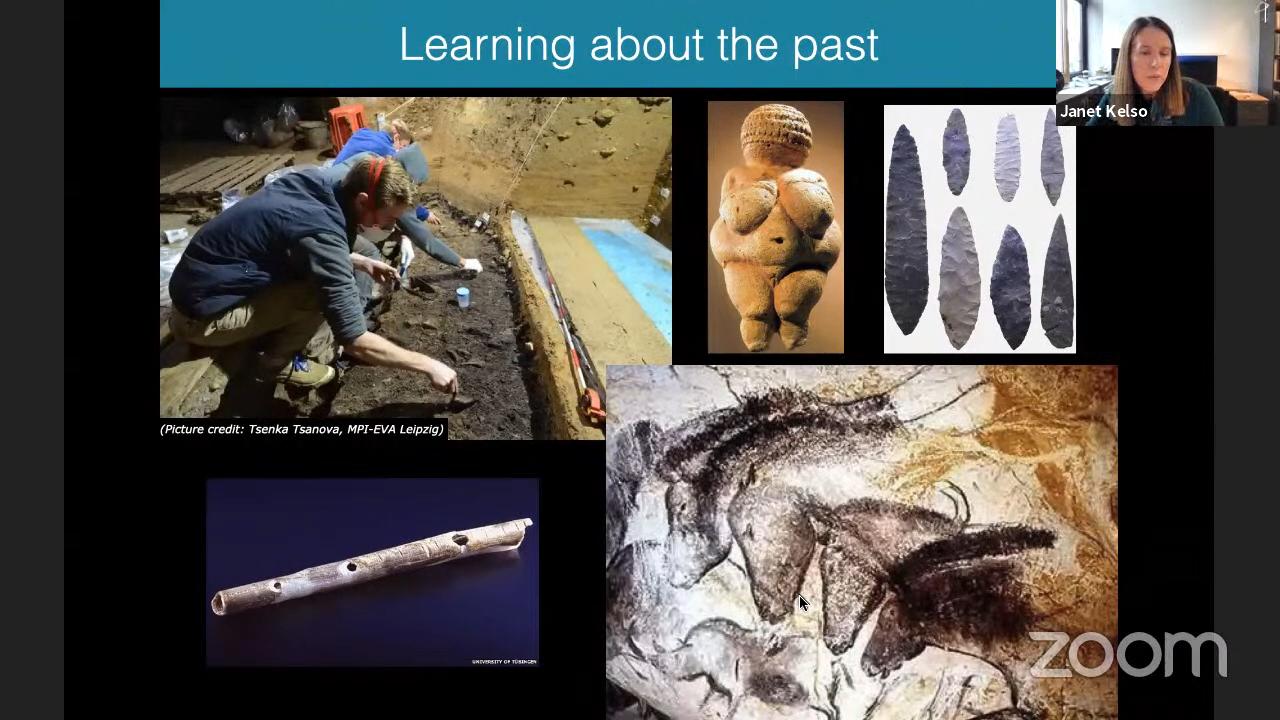 Learning about the past
Janet Kelso
(Picture credit: Tsenka Tsanova, MPI-EVA Leipzig)
UNIVERSITY OF TÜBINGEN
zoom